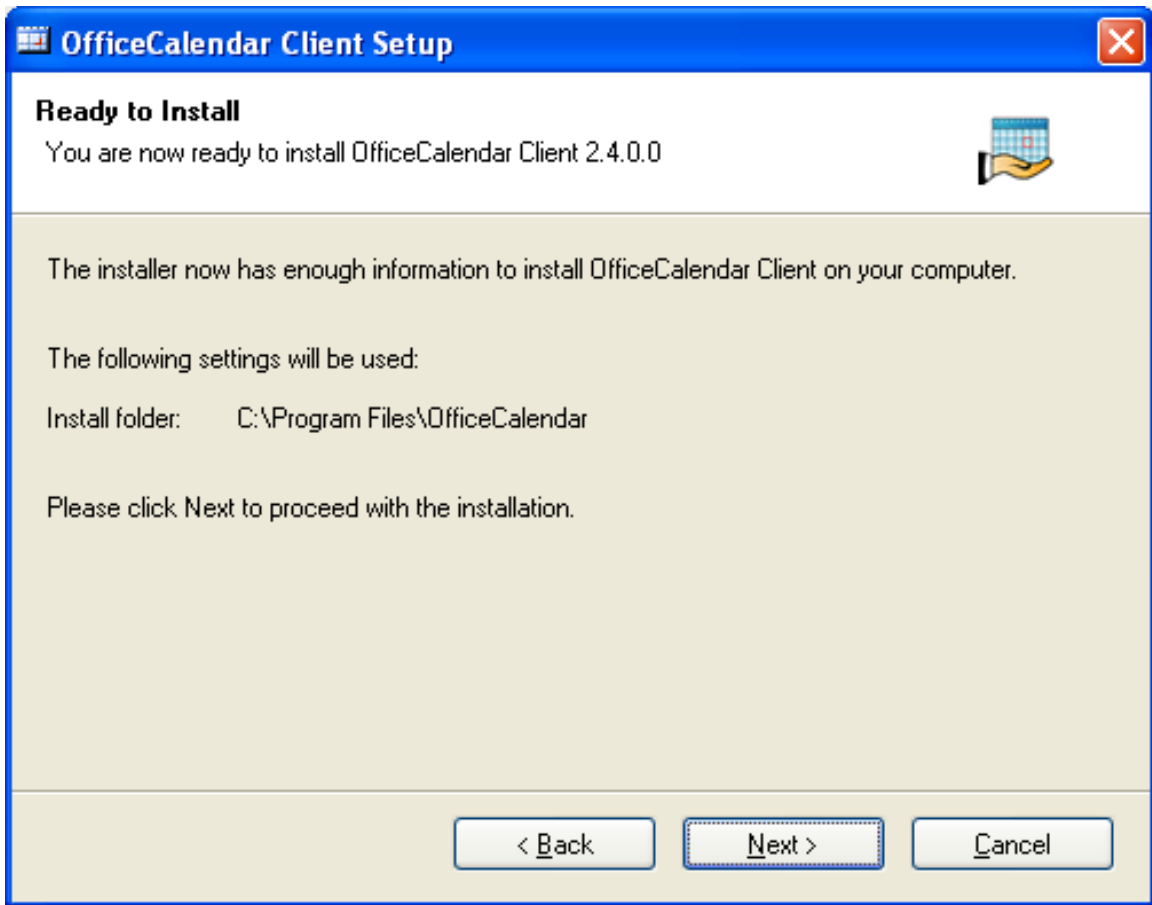 OfficeCalendar Client Setup
Ready to Install
You are now ready to install OfficeCalendar Client 2.4.0.0
The installer now has enough information to install OfficeCalendar Client on your computer.
The following settings will be used:
Install folder: C:\Program Files\OfficeCalendar
Please click Next to proceed with the installation.
< Back Next > Cancel